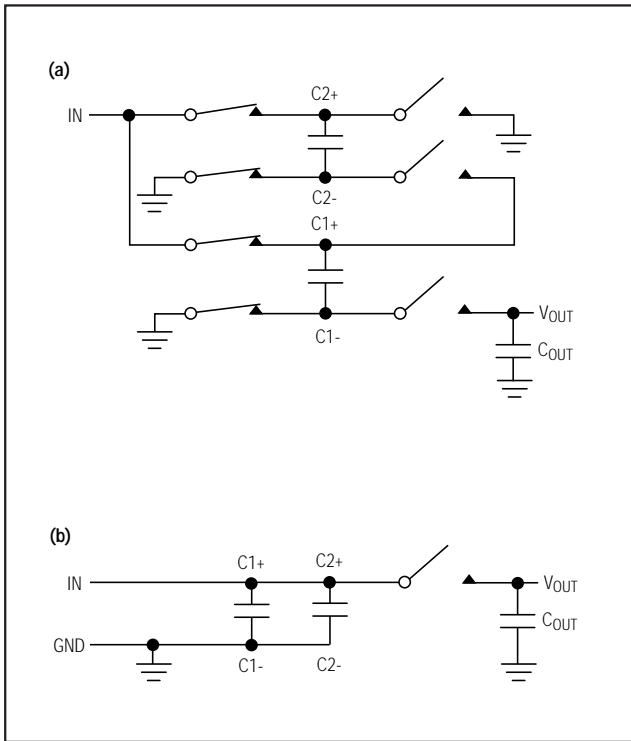 (a)
IN
C2+
C2-
C1+
C1-
VOUT
COUT
(b)
C1+
C2+
IN
VOUT
COUT
GND
C1-
C2-